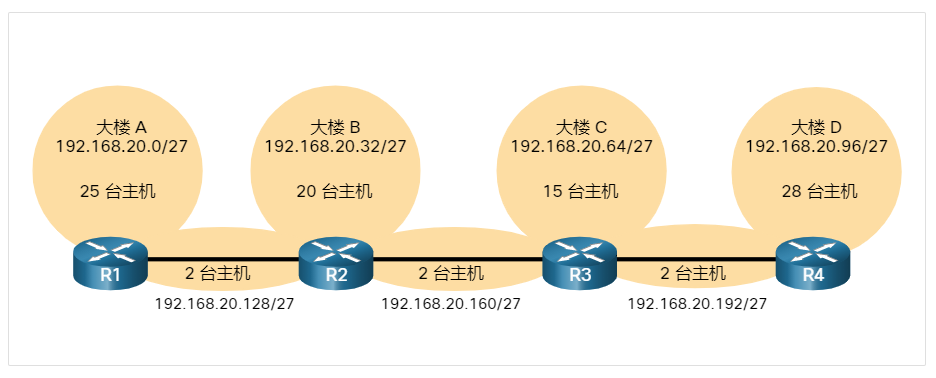 大楼 A
192.168.20.0/27
25 台主机
大楼 B
192.168.20.32/27
20 台主机
大楼 C
192.168.20.64/27
15 台主机
大楼 D
192.168.20.96/27
28 台主机
R1
2 台主机
R2
2 台主机
R3
2 台主机
R4
192.168.20.128/27
192.168.20.160/27
192.168.20.192/27